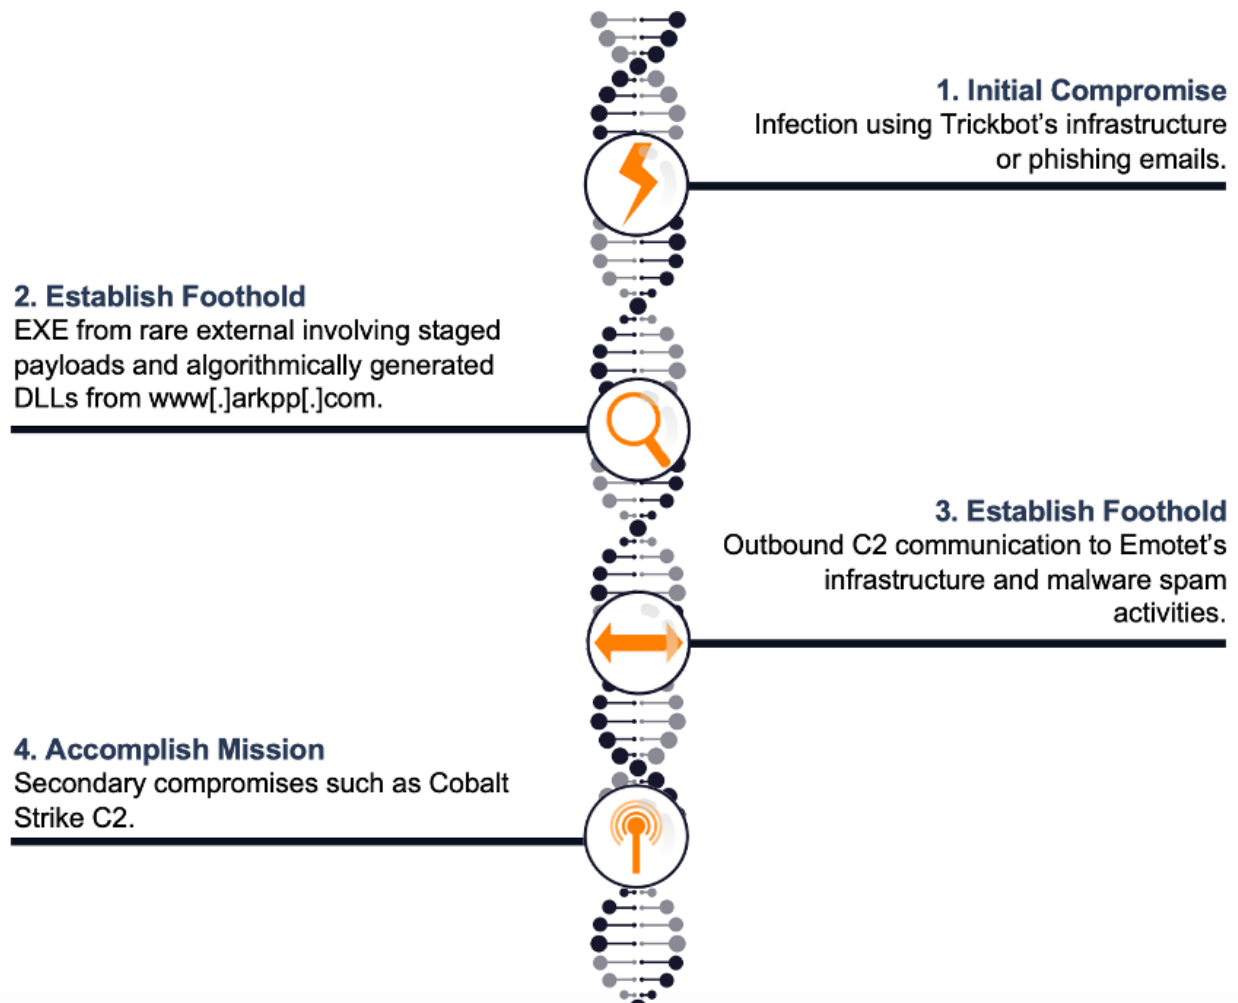 1. Initial Compromise
Infection using Trickbot's infrastructure
or phishing emails.
2. Establish Foothold
EXE from rare external involving staged
payloads and algorithmically generated
DLLs from www[.]arkpp[.]com.
3. Establish Foothold
Outbound C2 communication to Emotet's
infrastructure and malware spam
activities.
4. Accomplish Mission
Secondary compromises such as Cobalt
Strike C2.